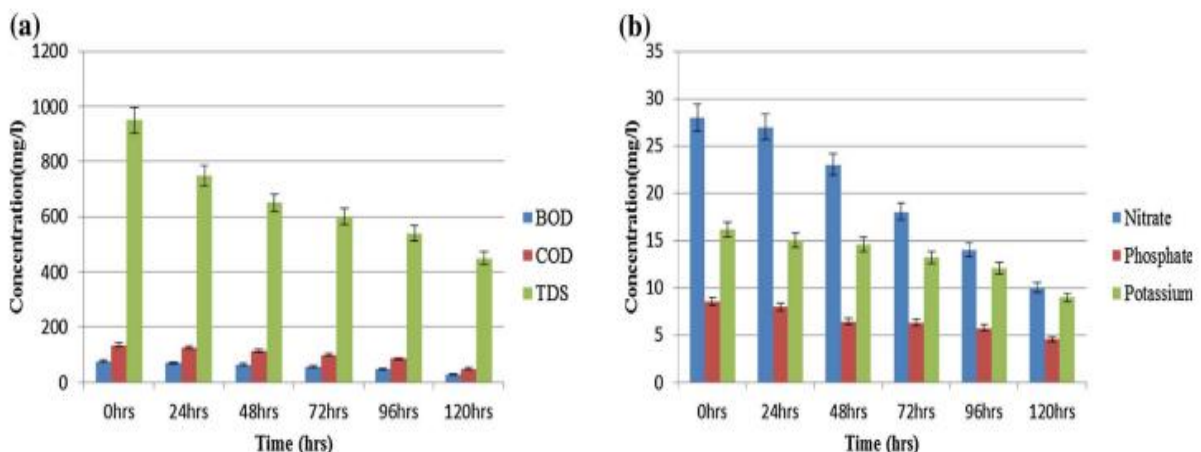 (a)
1200
1000
800
600
400
200
0
Concentration(mg/l)
0hrs 24hrs 48hrs 72hrs 96hrs 120hrs
Time (hrs)
BOD
COD
TDS
(b)
35
30
25
20
15
10
5
0
Concentration(mg/l)
0hrs 24hrs 48hrs 72hrs 96hrs 120hrs
Time (hrs)
Nitrate
Phosphate
Potassium